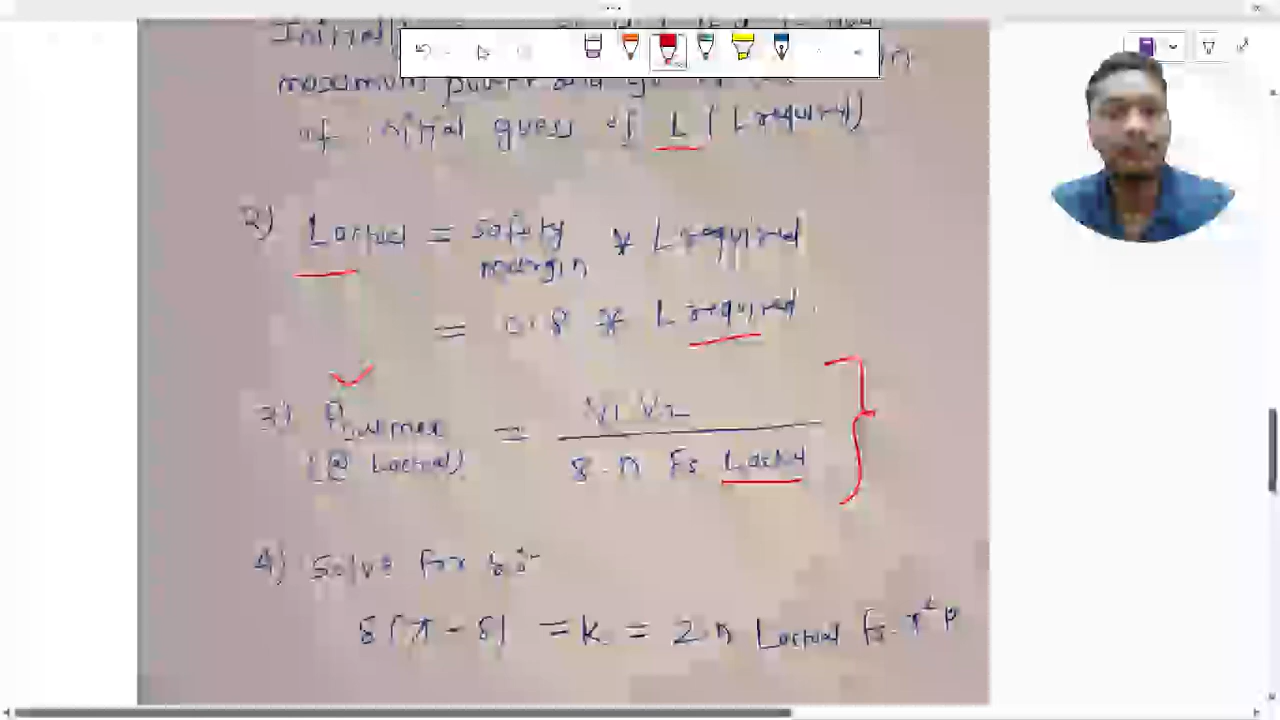 maximum power
of initial guess of L (Lrequired)
2) Lactual = safety margin * Lrequired
= 0.8 * Lrequired
3) Pmax (@ Lactual) = V1 V2 / 8.n Fs Lactual
4) Solve for
δ(π - δ) = k = 2.n Lactual Fs. π² P